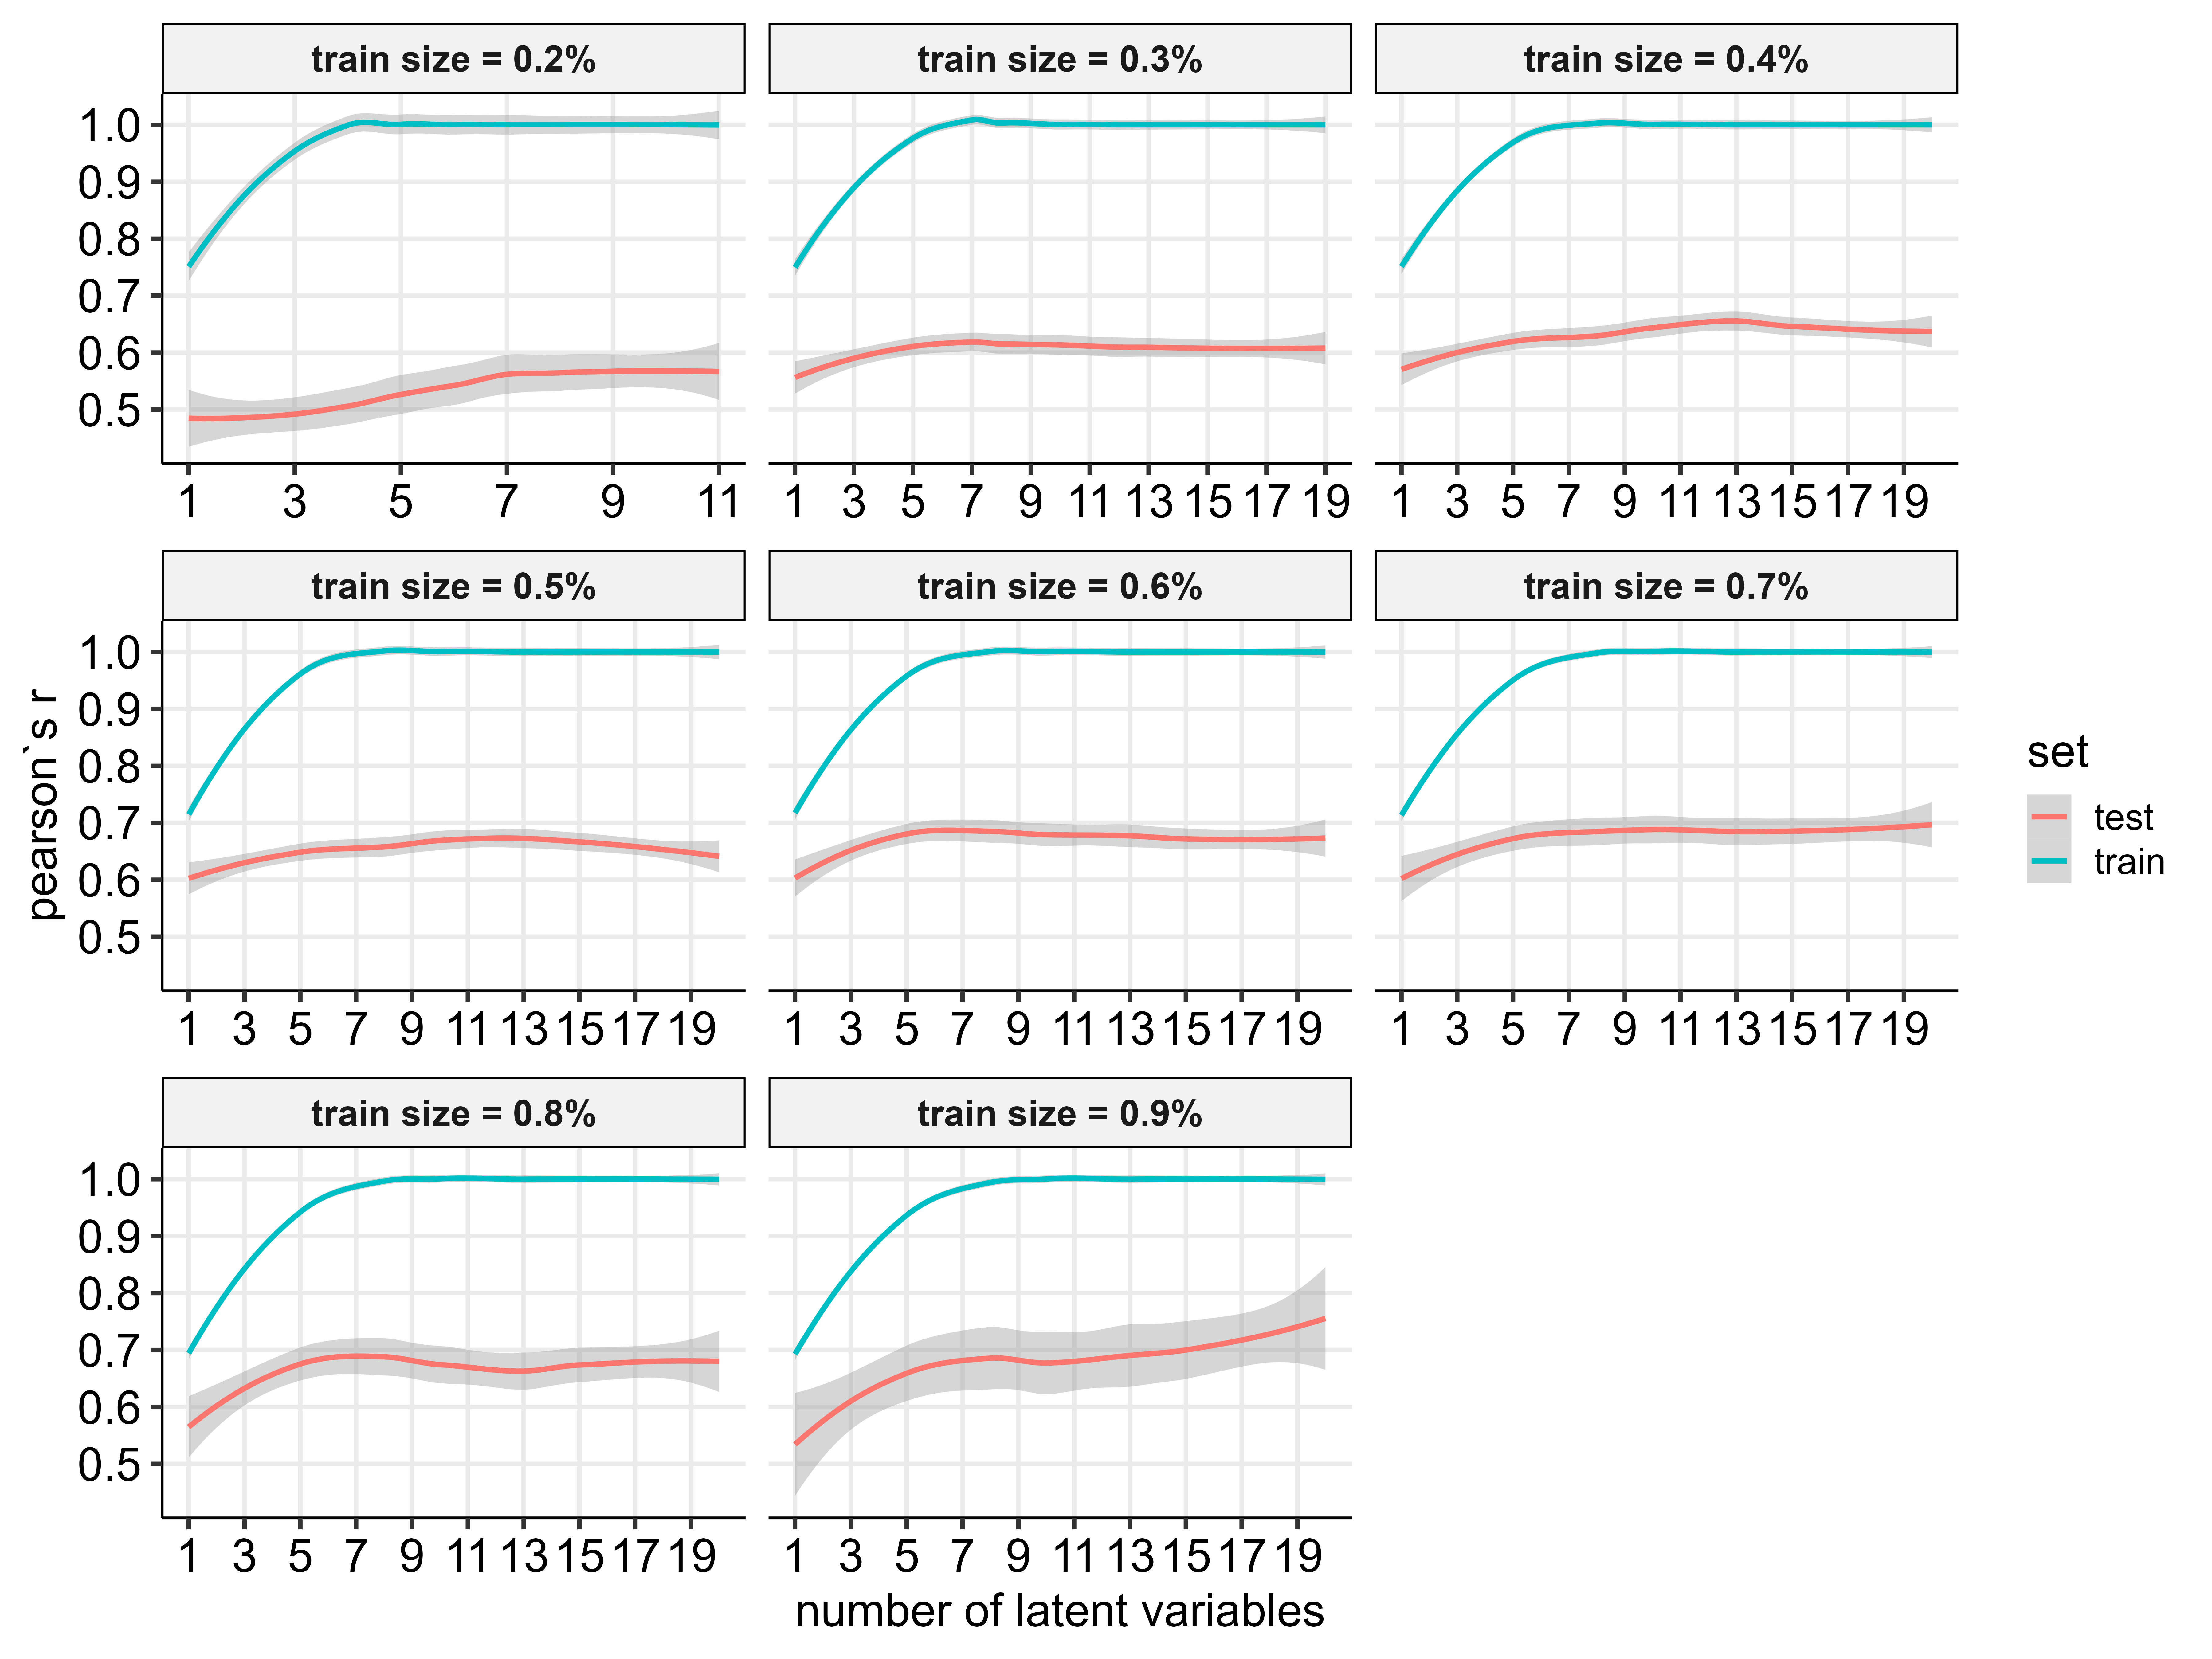 train size = 0.2%
train size = 0.3%
train size = 0.4%
1.0
0.9
0.8
0.7
0.6
0.5
1 3 5 7 9 11
1 3 5 7 9 11 13 15 17 19
1 3 5 7 9 11 13 15 17 19
train size = 0.5%
train size = 0.6%
train size = 0.7%
1.0
0.9
0.8
0.7
0.6
0.5
1 3 5 7 9 11 13 15 17 19
1 3 5 7 9 11 13 15 17 19
1 3 5 7 9 11 13 15 17 19
pearson`s r
set
test
train
train size = 0.8%
train size = 0.9%
1.0
0.9
0.8
0.7
0.6
0.5
1 3 5 7 9 11 13 15 17 19
1 3 5 7 9 11 13 15 17 19
number of latent variables